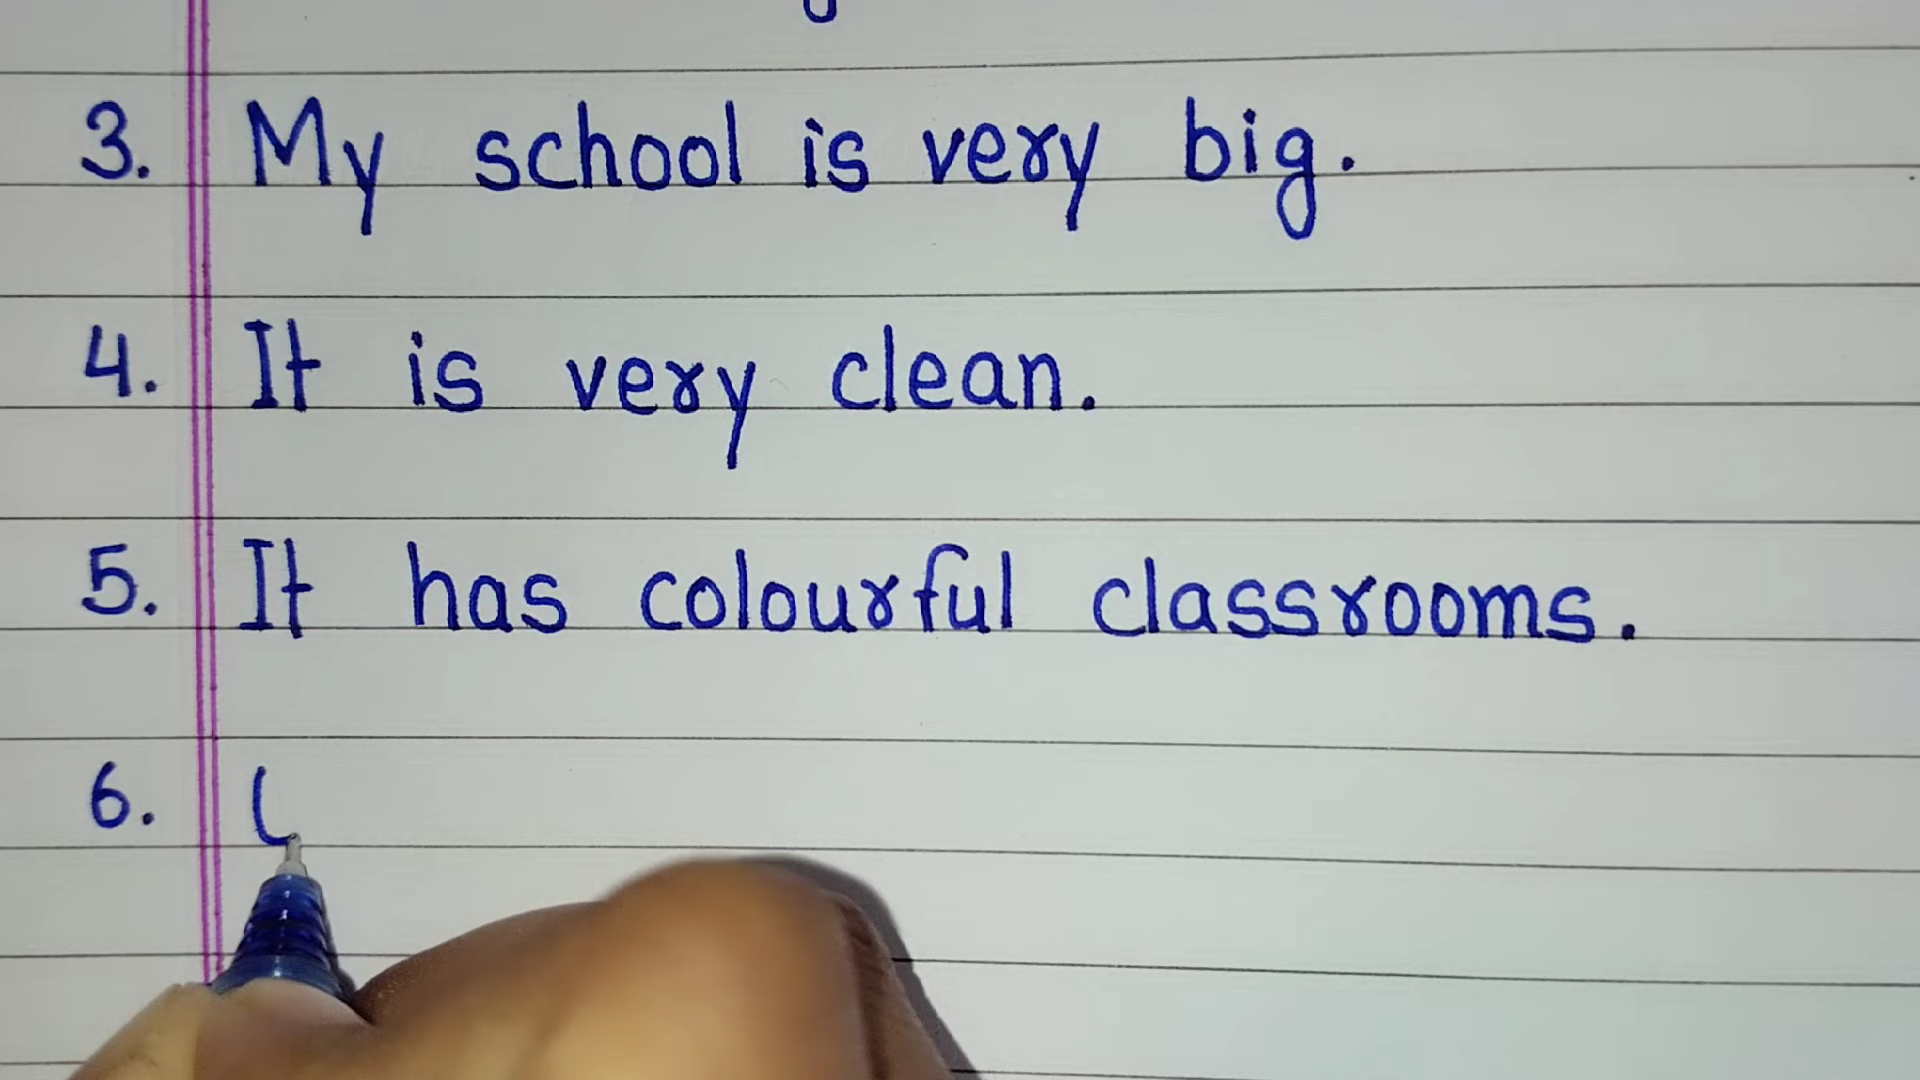 3. My school is very big.
4. It is very clean.
5. It has colourful classrooms.
6.